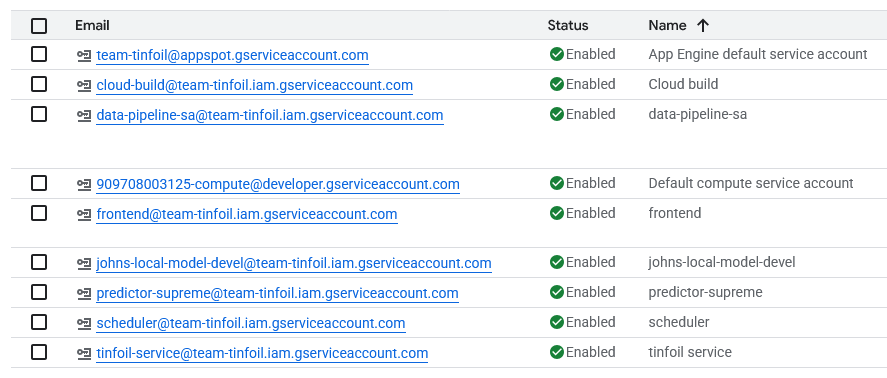 Email Status Name
team-tinfoil@appspot.gserviceaccount.com Enabled App Engine default service account
cloud-build@team-tinfoil.iam.gserviceaccount.com Enabled Cloud build
data-pipeline-sa@team-tinfoil.iam.gserviceaccount.com Enabled data-pipeline-sa
909708003125-compute@developer.gserviceaccount.com Enabled Default compute service account
frontend@team-tinfoil.iam.gserviceaccount.com Enabled frontend
johns-local-model-devel@team-tinfoil.iam.gserviceaccount.com Enabled johns-local-model-devel
predictor-supreme@team-tinfoil.iam.gserviceaccount.com Enabled predictor-supreme
scheduler@team-tinfoil.iam.gserviceaccount.com Enabled scheduler
tinfoil-service@team-tinfoil.iam.gserviceaccount.com Enabled tinfoil service